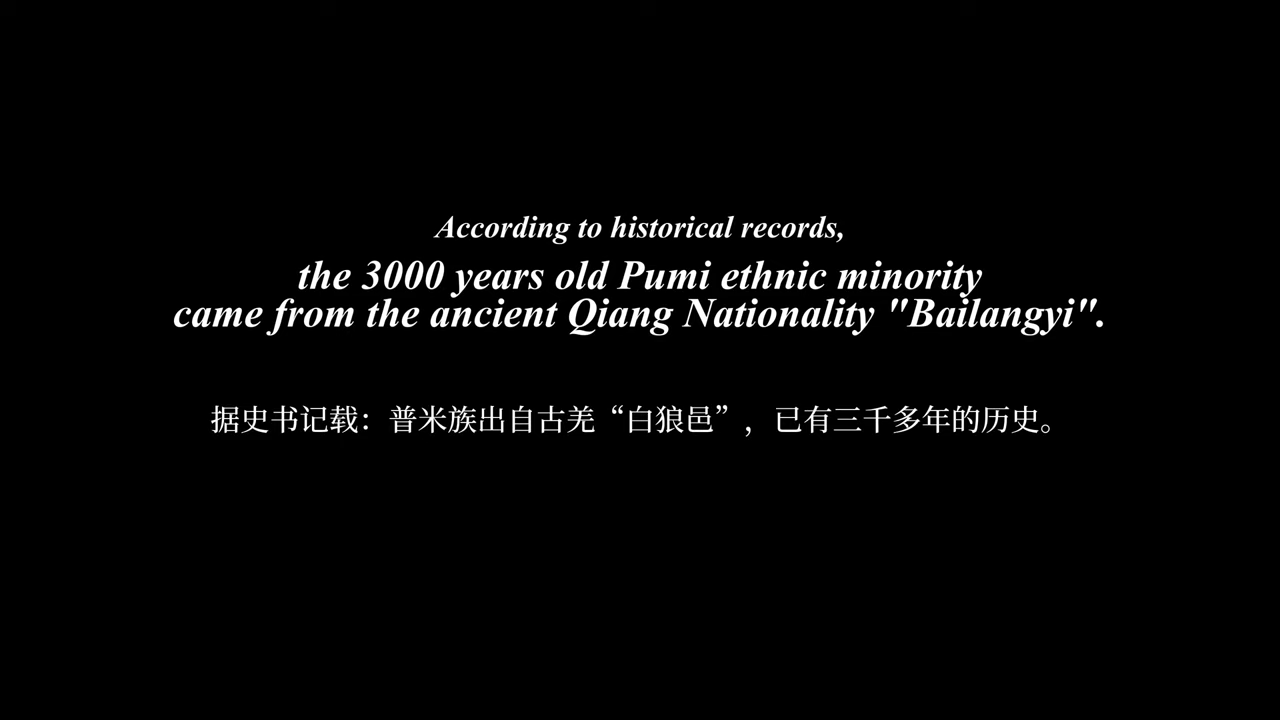 According to historical records,
the 3000 years old Pumi ethnic minority
came from the ancient Qiang Nationality "Bailangyi".
据史书记载：普米族出自古羌“白狼邑”，已有三千多年的历史。